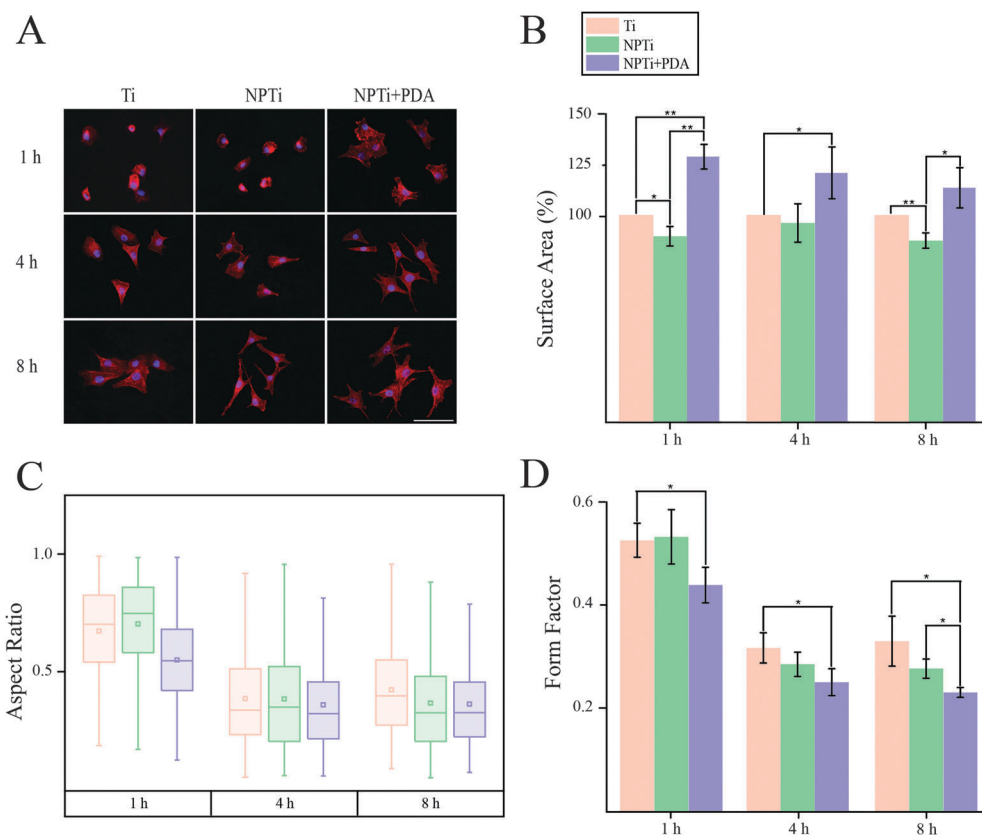 A
Ti NPTi NPTi+PDA
1 h
4 h
8 h
B
Ti
NPTi
NPTi+PDA
Surface Area (%)
150
125
100
** ** * * * **
1 h 4 h 8 h
C
Aspect Ratio
1.0
0.5
1 h 4 h 8 h
D
Form Factor
0.6
0.4
0.2
* * * *
1 h 4 h 8 h